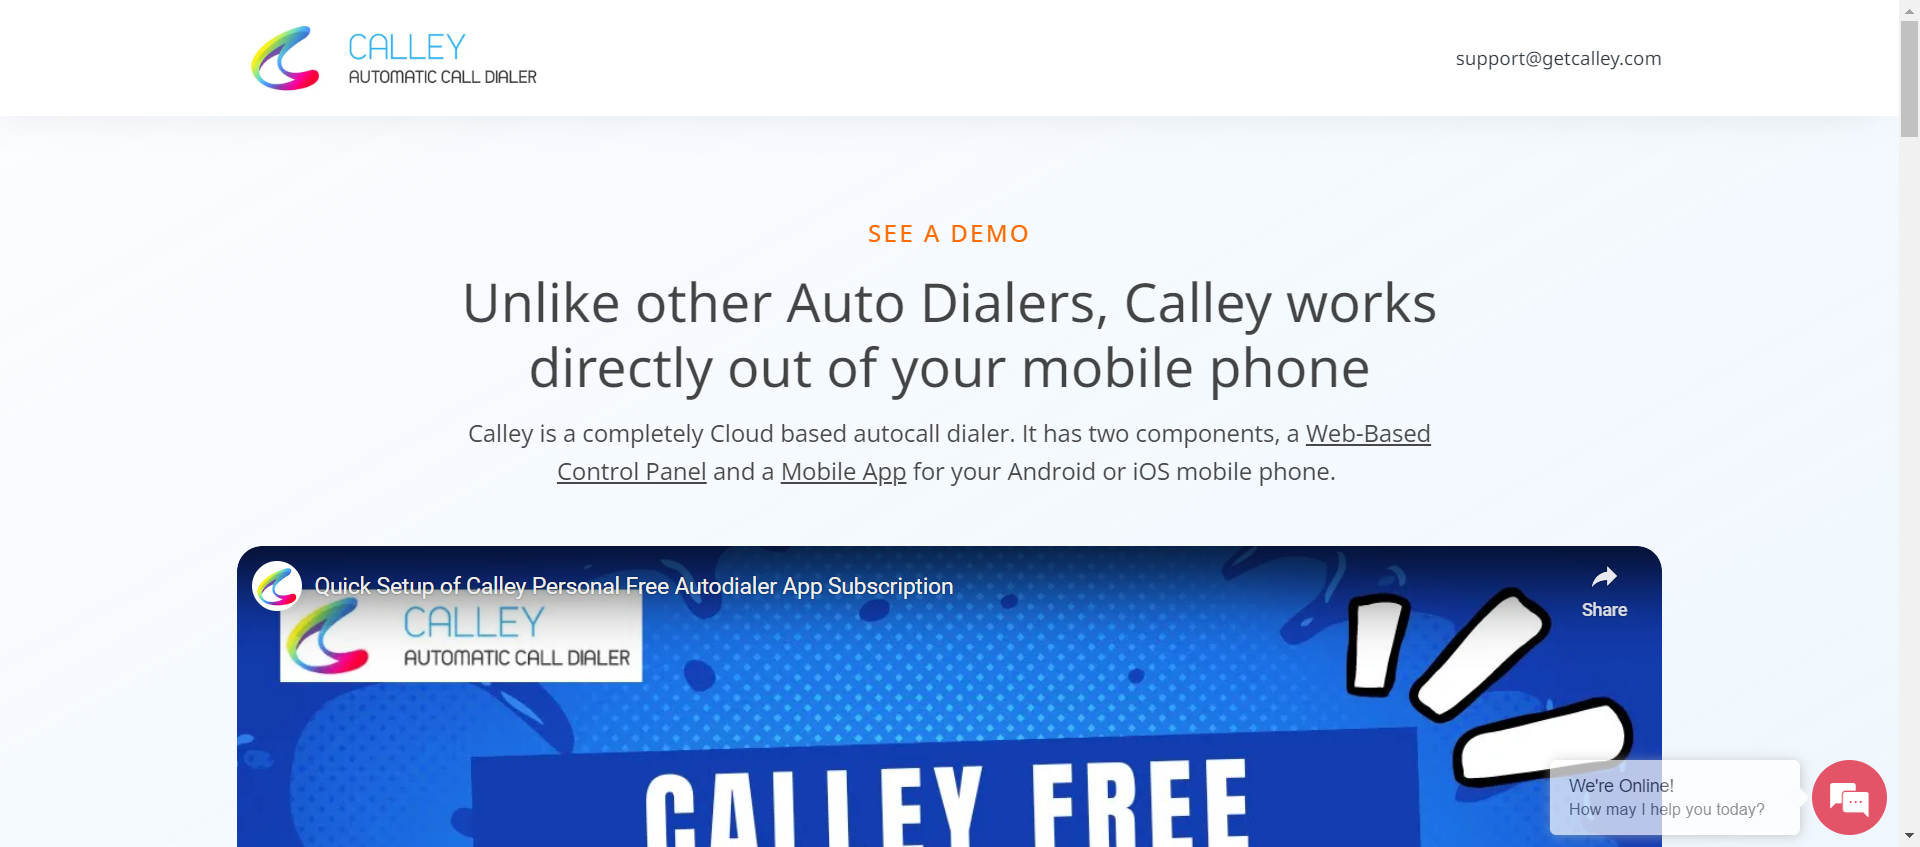 CALLEY
AUTOMATIC CALL DIALER
support@getcalley.com
SEE A DEMO
Unlike other Auto Dialers, Calley works
directly out of your mobile phone
Calley is a completely Cloud based autocall dialer. It has two components, a Web-Based
Control Panel and a Mobile App for your Android or iOS mobile phone.
Quick Setup of Calley Personal Free Autodialer App Subscription
Share
CALLEY
AUTOMATIC CALL DIALER
CALLEY FREE
We're Online!
How may I help you today?